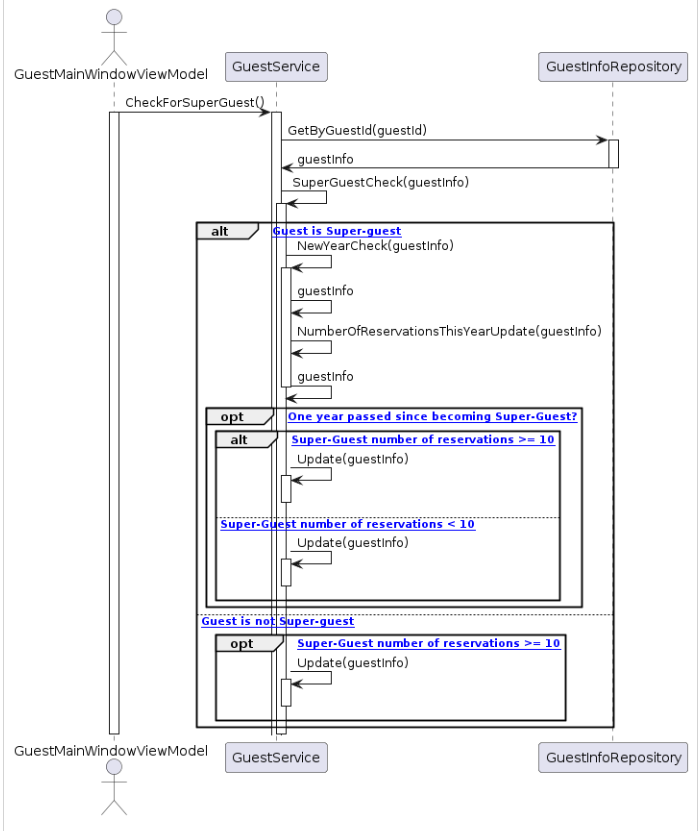 GuestMainWindowViewModel
GuestService
GuestInfoRepository
CheckForSuperGuest()
GetByGuestId(guestId)
guestInfo
SuperGuestCheck(guestInfo)
alt
Guest is Super-guest
NewYearCheck(guestInfo)
guestInfo
NumberOfReservationsThisYearUpdate(guestInfo)
guestInfo
opt
One year passed since becoming Super-Guest?
alt
Super-Guest number of reservations >= 10
Update(guestInfo)
Super-Guest number of reservations < 10
Update(guestInfo)
Guest is not Super-guest
opt
Super-Guest number of reservations >= 10
Update(guestInfo)
GuestMainWindowViewModel
GuestService
GuestInfoRepository